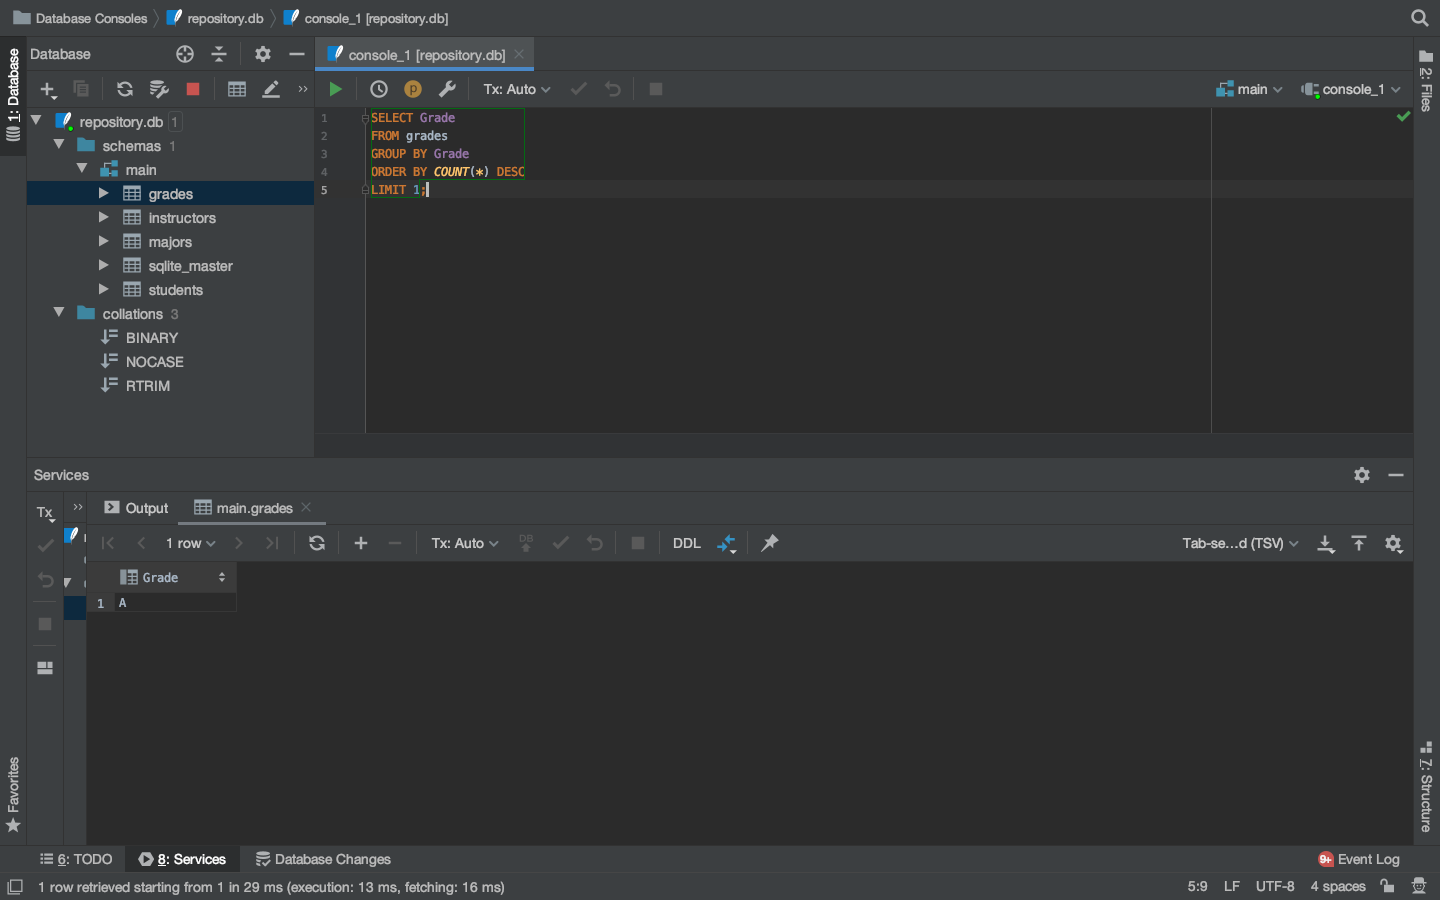 Database Consoles
repository.db
console_1 [repository.db]
1: Database
Database
console_1 [repository.db]
2: Files
p
Tx: Auto
main
console_1
repository.db 1
schemas 1
main
grades
instructors
majors
sqlite_master
students
collations 3
BINARY
NOCASE
RTRIM
1 SELECT Grade
2 FROM grades
3 GROUP BY Grade
4 ORDER BY COUNT(*) DESC
5 LIMIT 1;
Services
Tx
Output
main.grades
1 row
Tx: Auto
DB
DDL
Tab-se...d (TSV)
Grade
1 A
Favorites
7: Structure
6: TODO
8: Services
Database Changes
9+ Event Log
1 row retrieved starting from 1 in 29 ms (execution: 13 ms, fetching: 16 ms)
5:9
LF
UTF-8
4 spaces